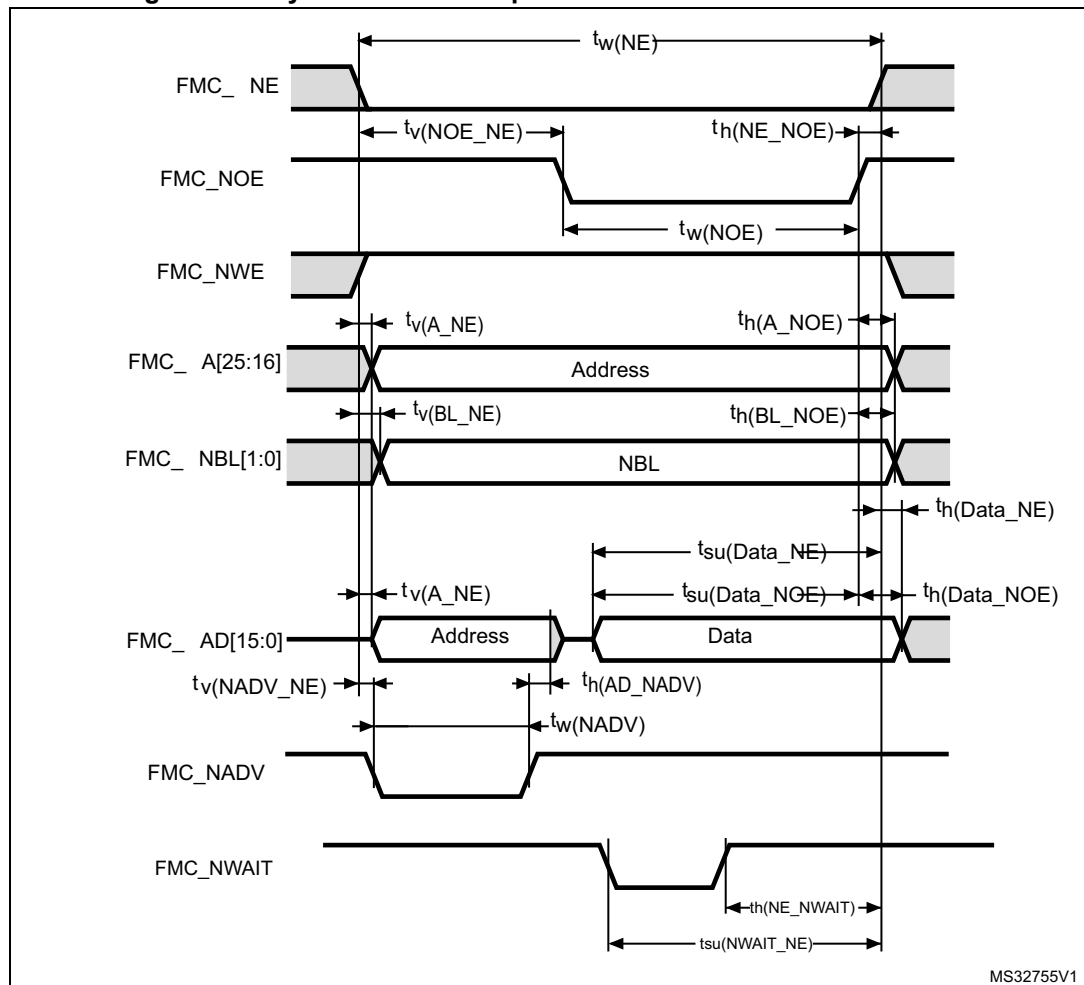 tw(NE)
FMC_ NE
tv(NOE_NE)
th(NE_NOE)
FMC_NOE
tw(NOE)
FMC_NWE
tv(A_NE)
th(A_NOE)
FMC_ A[25:16]
Address
tv(BL_NE)
th(BL_NOE)
FMC_ NBL[1:0]
NBL
th(Data_NE)
tsu(Data_NE)
tv(A_NE)
tsu(Data_NOE)
th(Data_NOE)
FMC_ AD[15:0]
Address
Data
tv(NADV_NE)
th(AD_NADV)
tw(NADV)
FMC_NADV
FMC_NWAIT
th(NE_NWAIT)
tsu(NWAIT_NE)
MS32755V1